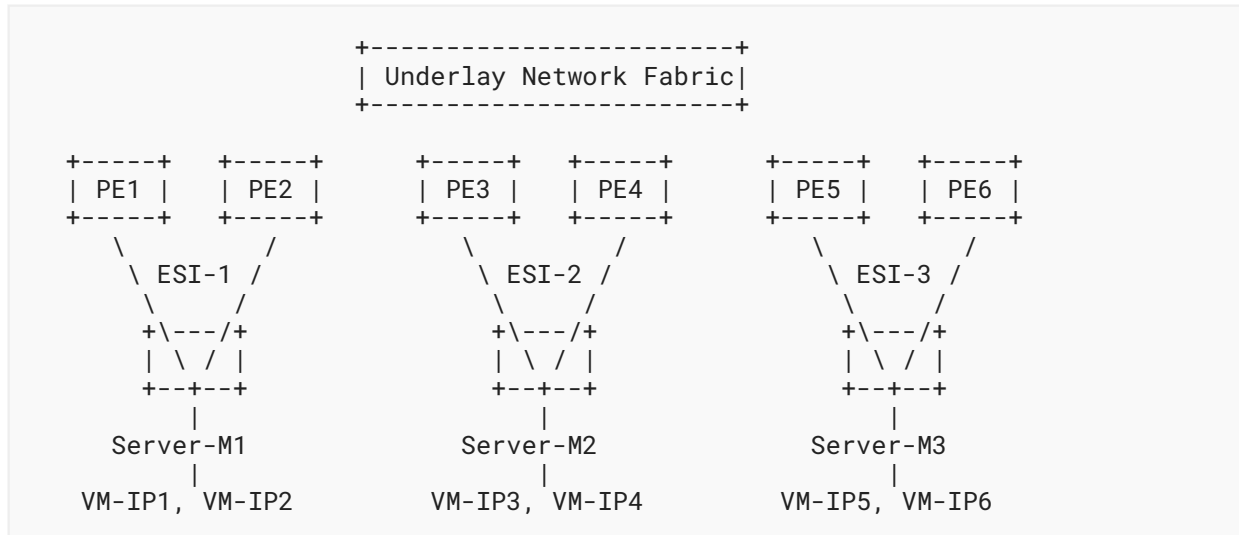 +------------------------+
| Underlay Network Fabric|
+------------------------+
+-----+   +-----+      +-----+   +-----+      +-----+   +-----+
| PE1 |   | PE2 |      | PE3 |   | PE4 |      | PE5 |   | PE6 |
+-----+   +-----+      +-----+   +-----+      +-----+   +-----+
\         /            \         /            \         /
\ ESI-1 /              \ ESI-2 /              \ ESI-3 /
\     /                \     /                \     /
+\---/+                +\---/+                +\---/+
| \ / |                | \ / |                | \ / |
+--+--+                +--+--+                +--+--+
|                      |                      |
Server-M1              Server-M2              Server-M3
|                      |                      |
VM-IP1, VM-IP2         VM-IP3, VM-IP4         VM-IP5, VM-IP6